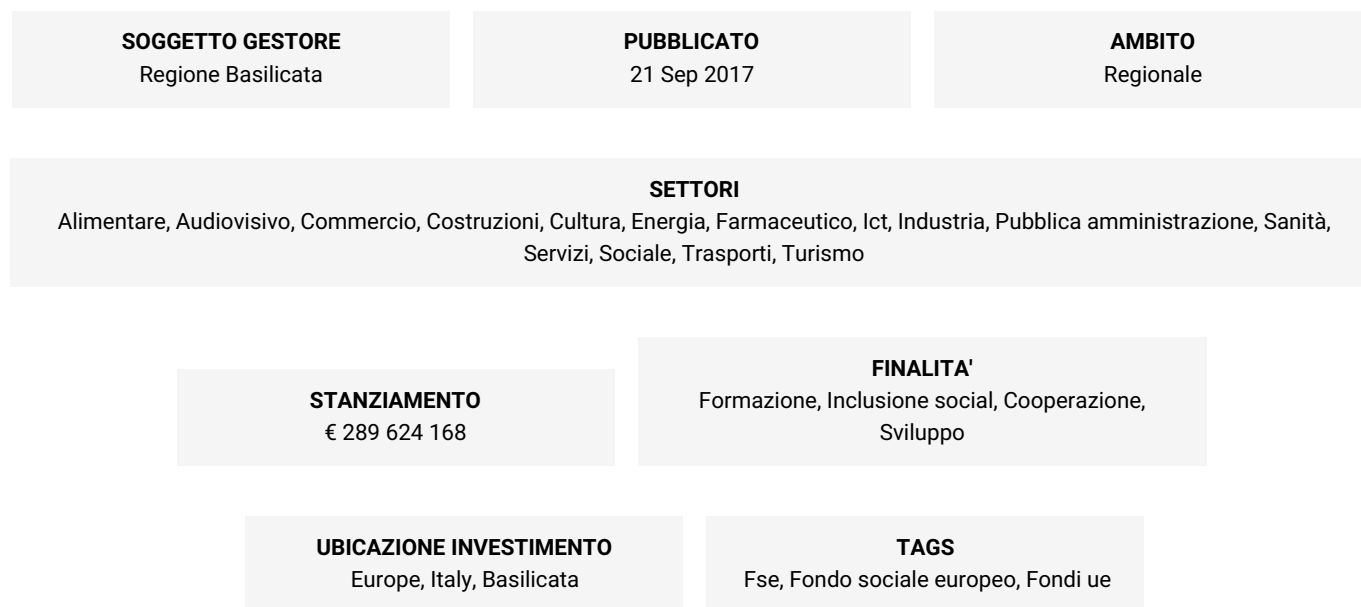 SOGGETTO GESTORE
Regione Basilicata
PUBBLICATO
21 Sep 2017
AMBITO
Regionale
SETTORI
Alimentare, Audiovisivo, Commercio, Costruzioni, Cultura, Energia, Farmaceutico, Ict, Industria, Pubblica amministrazione, Sanità,
Servizi, Sociale, Trasporti, Turismo
STANZIAMENTO
€ 289 624 168
FINALITA'
Formazione, Inclusione social, Cooperazione,
Sviluppo
UBICAZIONE INVESTIMENTO
Europe, Italy, Basilicata
TAGS
Fse, Fondo sociale europeo, Fondi ue